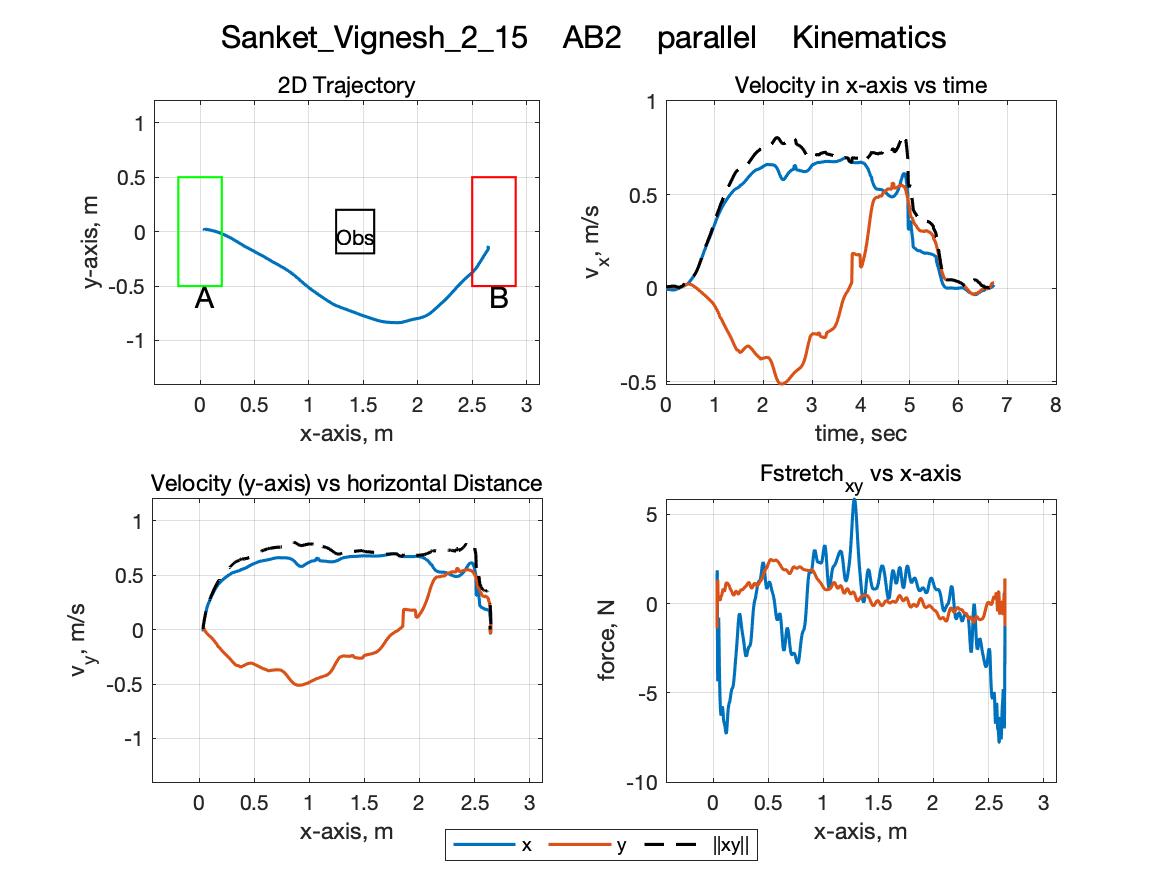 Sanket_Vignesh_2_15 AB2 parallel Kinematics
2D Trajectory
1
0.5
0
-0.5
-1
y-axis, m
Obs
A
B
0 0.5 1 1.5 2 2.5 3
x-axis, m
Velocity in x-axis vs time
1
0.5
0
-0.5
v_x, m/s
0 1 2 3 4 5 6 7 8
time, sec
Velocity (y-axis) vs horizontal Distance
1
0.5
0
-0.5
-1
v_y, m/s
0 0.5 1 1.5 2 2.5 3
x-axis, m
Fstretch_xy vs x-axis
5
0
-5
-10
force, N
0 0.5 1 1.5 2 2.5 3
x-axis, m
x y ||xy||